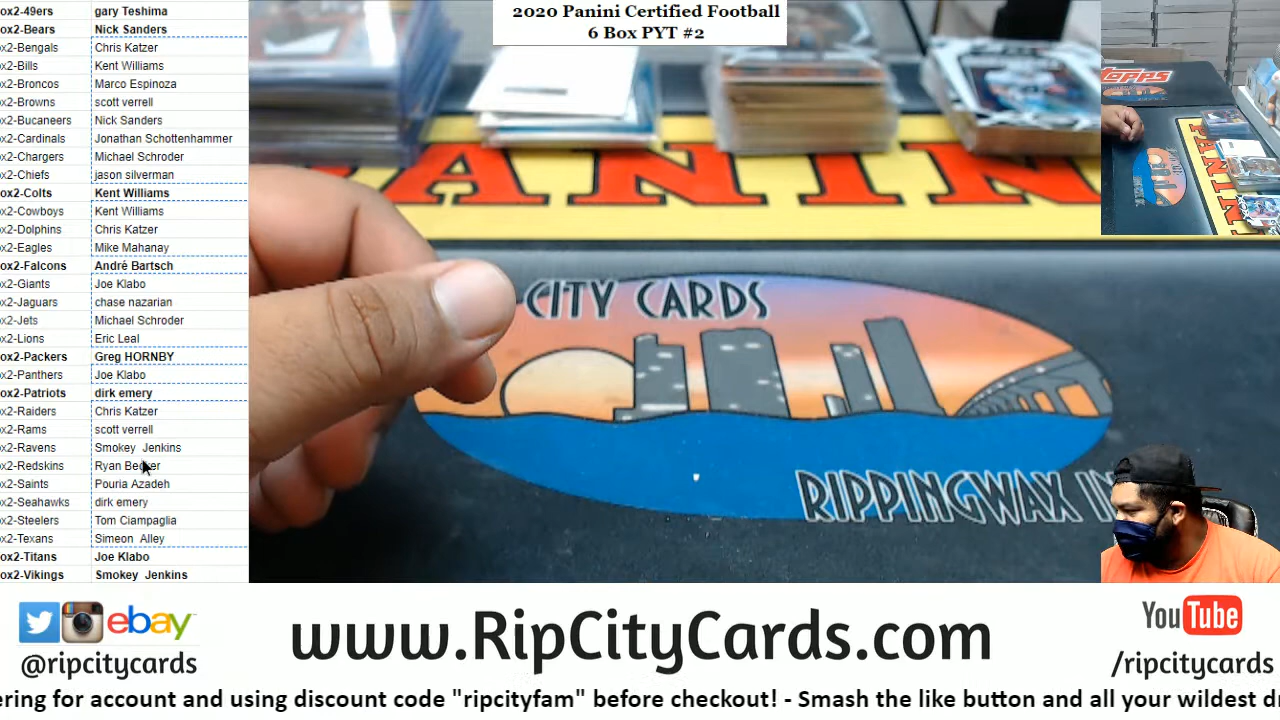 2020 Panini Certified Football
6 Box PYT #2
ox2-49ers gary Teshima
ox2-Bears Nick Sanders
ox2-Bengals Chris Katzer
ox2-Bills Kent Williams
ox2-Broncos Marco Espinoza
ox2-Browns scott verrell
ox2-Bucaneers Nick Sanders
ox2-Cardinals Jonathan Schottenhammer
ox2-Chargers Michael Schroder
ox2-Chiefs jason silverman
ox2-Colts Kent Williams
ox2-Cowboys Kent Williams
ox2-Dolphins Chris Katzer
ox2-Eagles Mike Mahanay
ox2-Falcons André Bartsch
ox2-Giants Joe Klabo
ox2-Jaguars chase nazarian
ox2-Jets Michael Schroder
ox2-Lions Eric Leal
ox2-Packers Greg HORNBY
ox2-Panthers Joe Klabo
ox2-Patriots dirk emery
ox2-Raiders Chris Katzer
ox2-Rams scott verrell
ox2-Ravens Smokey Jenkins
ox2-Redskins Ryan Becker
ox2-Saints Pouria Azadeh
ox2-Seahawks dirk emery
ox2-Steelers Tom Ciampaglia
ox2-Texans Simeon Alley
ox2-Titans Joe Klabo
ox2-Vikings Smokey Jenkins
ANIN
CITY CARDS
RIPPINGWAX IN
TOPPS
PANINI
ebay
@ripcitycards
www.RipCityCards.com
YouTube
/ripcitycards
ering for account and using discount code "ripcityfam" before checkout! - Smash the like button and all your wildest dr